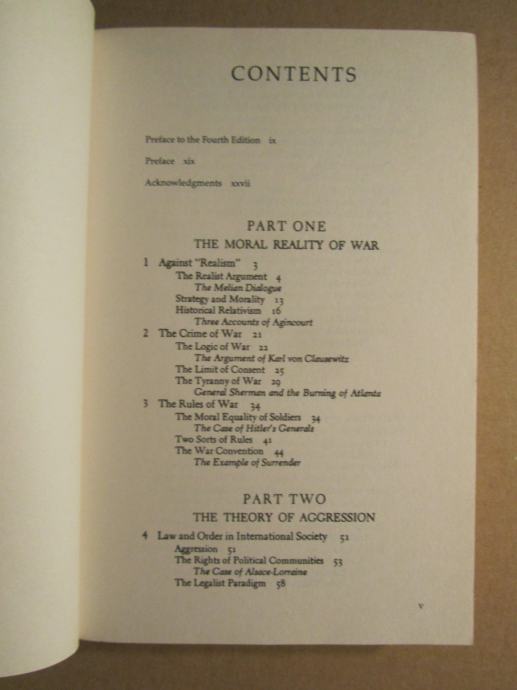 CONTENTS
Preface to the Fourth Edition ix
Preface xix
Acknowledgments xxvii
PART ONE
THE MORAL REALITY OF WAR
1 Against "Realism" 3
The Realist Argument 4
The Melian Dialogue
Strategy and Morality 13
Historical Relativism 16
Three Accounts of Agincourt
2 The Crime of War 21
The Logic of War 22
The Argument of Karl von Clausewitz
The Limit of Consent 25
The Tyranny of War 29
General Sherman and the Burning of Atlanta
3 The Rules of War 34
The Moral Equality of Soldiers 34
The Case of Hitler's Generals
Two Sorts of Rules 41
The War Convention 44
The Example of Surrender
PART TWO
THE THEORY OF AGGRESSION
4 Law and Order in International Society 51
Aggression 51
The Rights of Political Communities 53
The Case of Alsace-Lorraine
The Legalist Paradigm 58
v